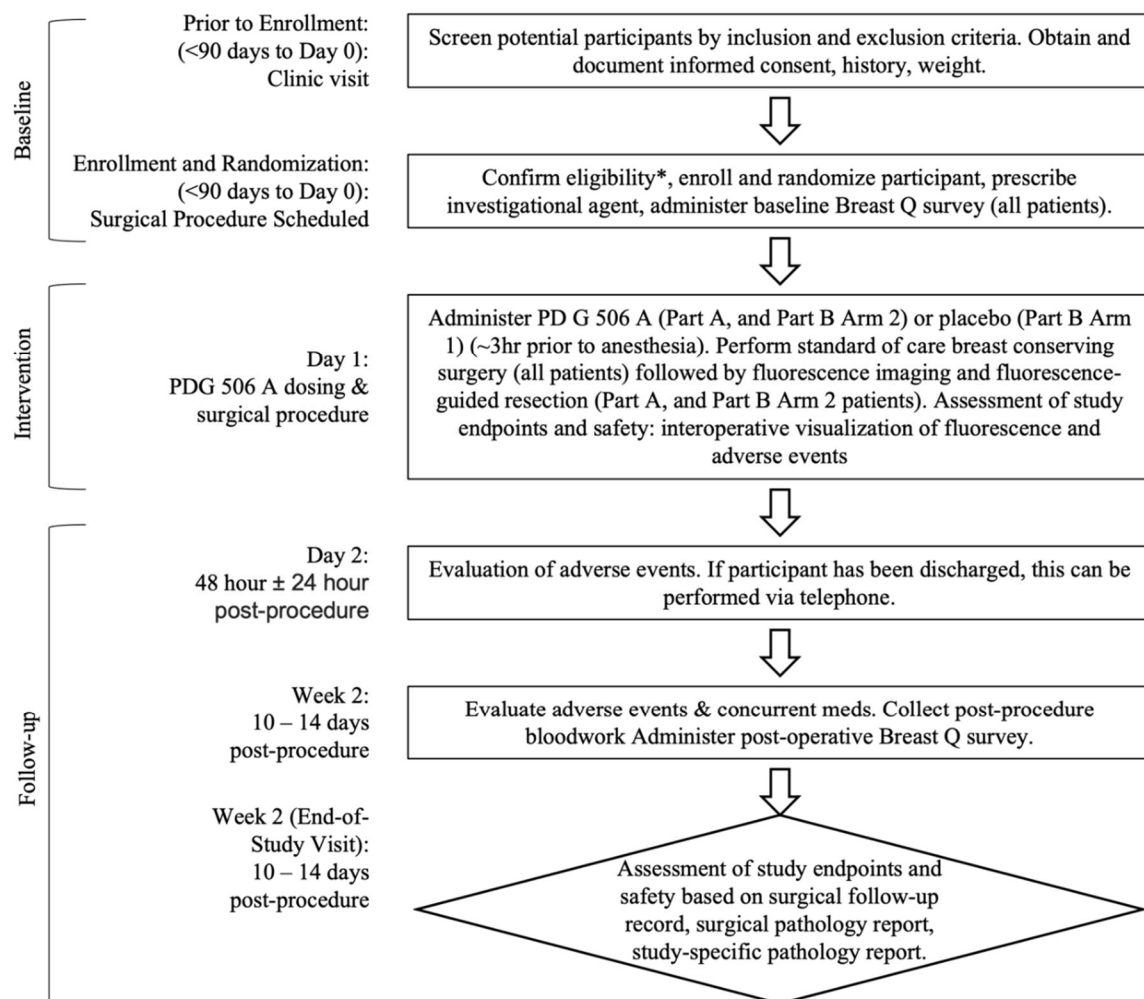 Baseline
Prior to Enrollment:
(<90 days to Day 0):
Clinic visit
Screen potential participants by inclusion and exclusion criteria. Obtain and
document informed consent, history, weight.
Enrollment and Randomization:
(<90 days to Day 0):
Surgical Procedure Scheduled
Confirm eligibility*, enroll and randomize participant, prescribe
investigational agent, administer baseline Breast Q survey (all patients).
Intervention
Day 1:
PDG 506 A dosing &
surgical procedure
Administer PD G 506 A (Part A, and Part B Arm 2) or placebo (Part B Arm
1) (~3hr prior to anesthesia). Perform standard of care breast conserving
surgery (all patients) followed by fluorescence imaging and fluorescence-
guided resection (Part A, and Part B Arm 2 patients). Assessment of study
endpoints and safety: interoperative visualization of fluorescence and
adverse events
Follow-up
Day 2:
48 hour ± 24 hour
post-procedure
Evaluation of adverse events. If participant has been discharged, this can be
performed via telephone.
Week 2:
10 – 14 days
post-procedure
Evaluate adverse events & concurrent meds. Collect post-procedure
bloodwork Administer post-operative Breast Q survey.
Week 2 (End-of-
Study Visit):
10 – 14 days
post-procedure
Assessment of study endpoints and
safety based on surgical follow-up
record, surgical pathology report,
study-specific pathology report.